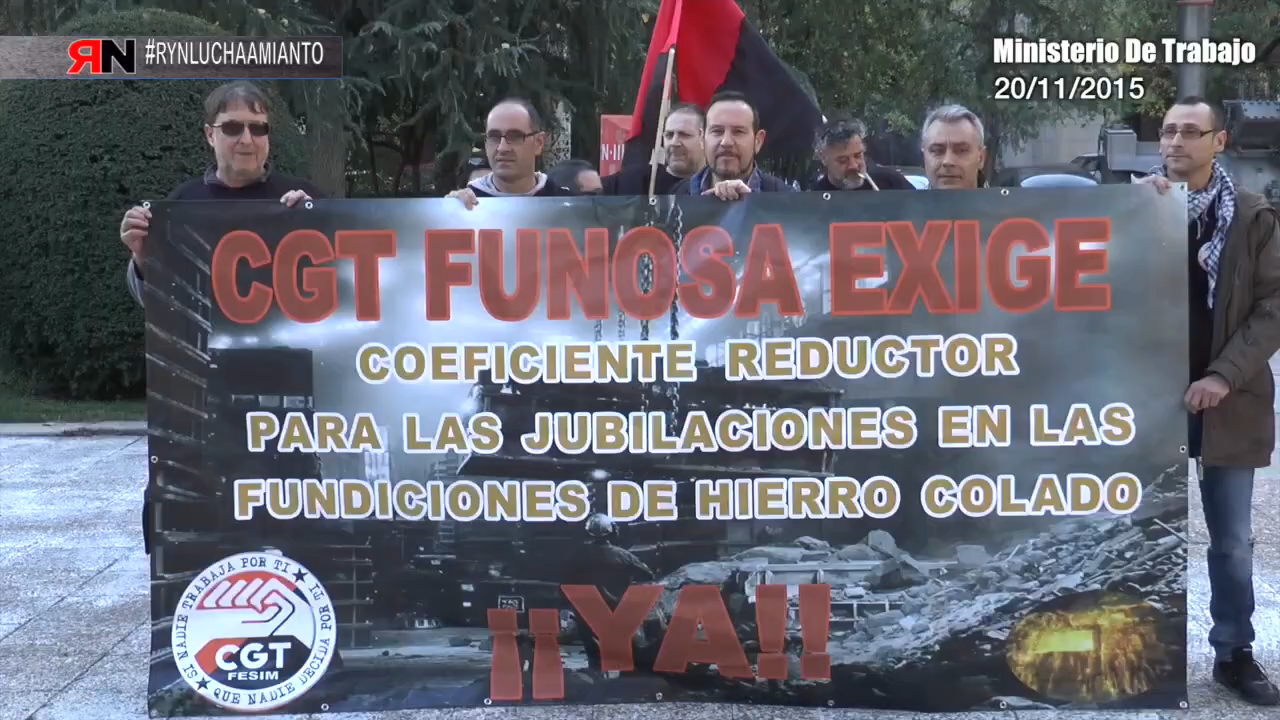 RN #RYNLUCHAAMIANTO
Ministerio De Trabajo
20/11/2015
N-III
CGT FUNOSA EXIGE
COEFICIENTE REDUCTOR
PARA LAS JUBILACIONES EN LAS
FUNDICIONES DE HIERRO COLADO
¡¡YA!!
SI NADIE TRABAJA POR TI
QUE NADIE DECIDA POR TI
CGT
FESIM